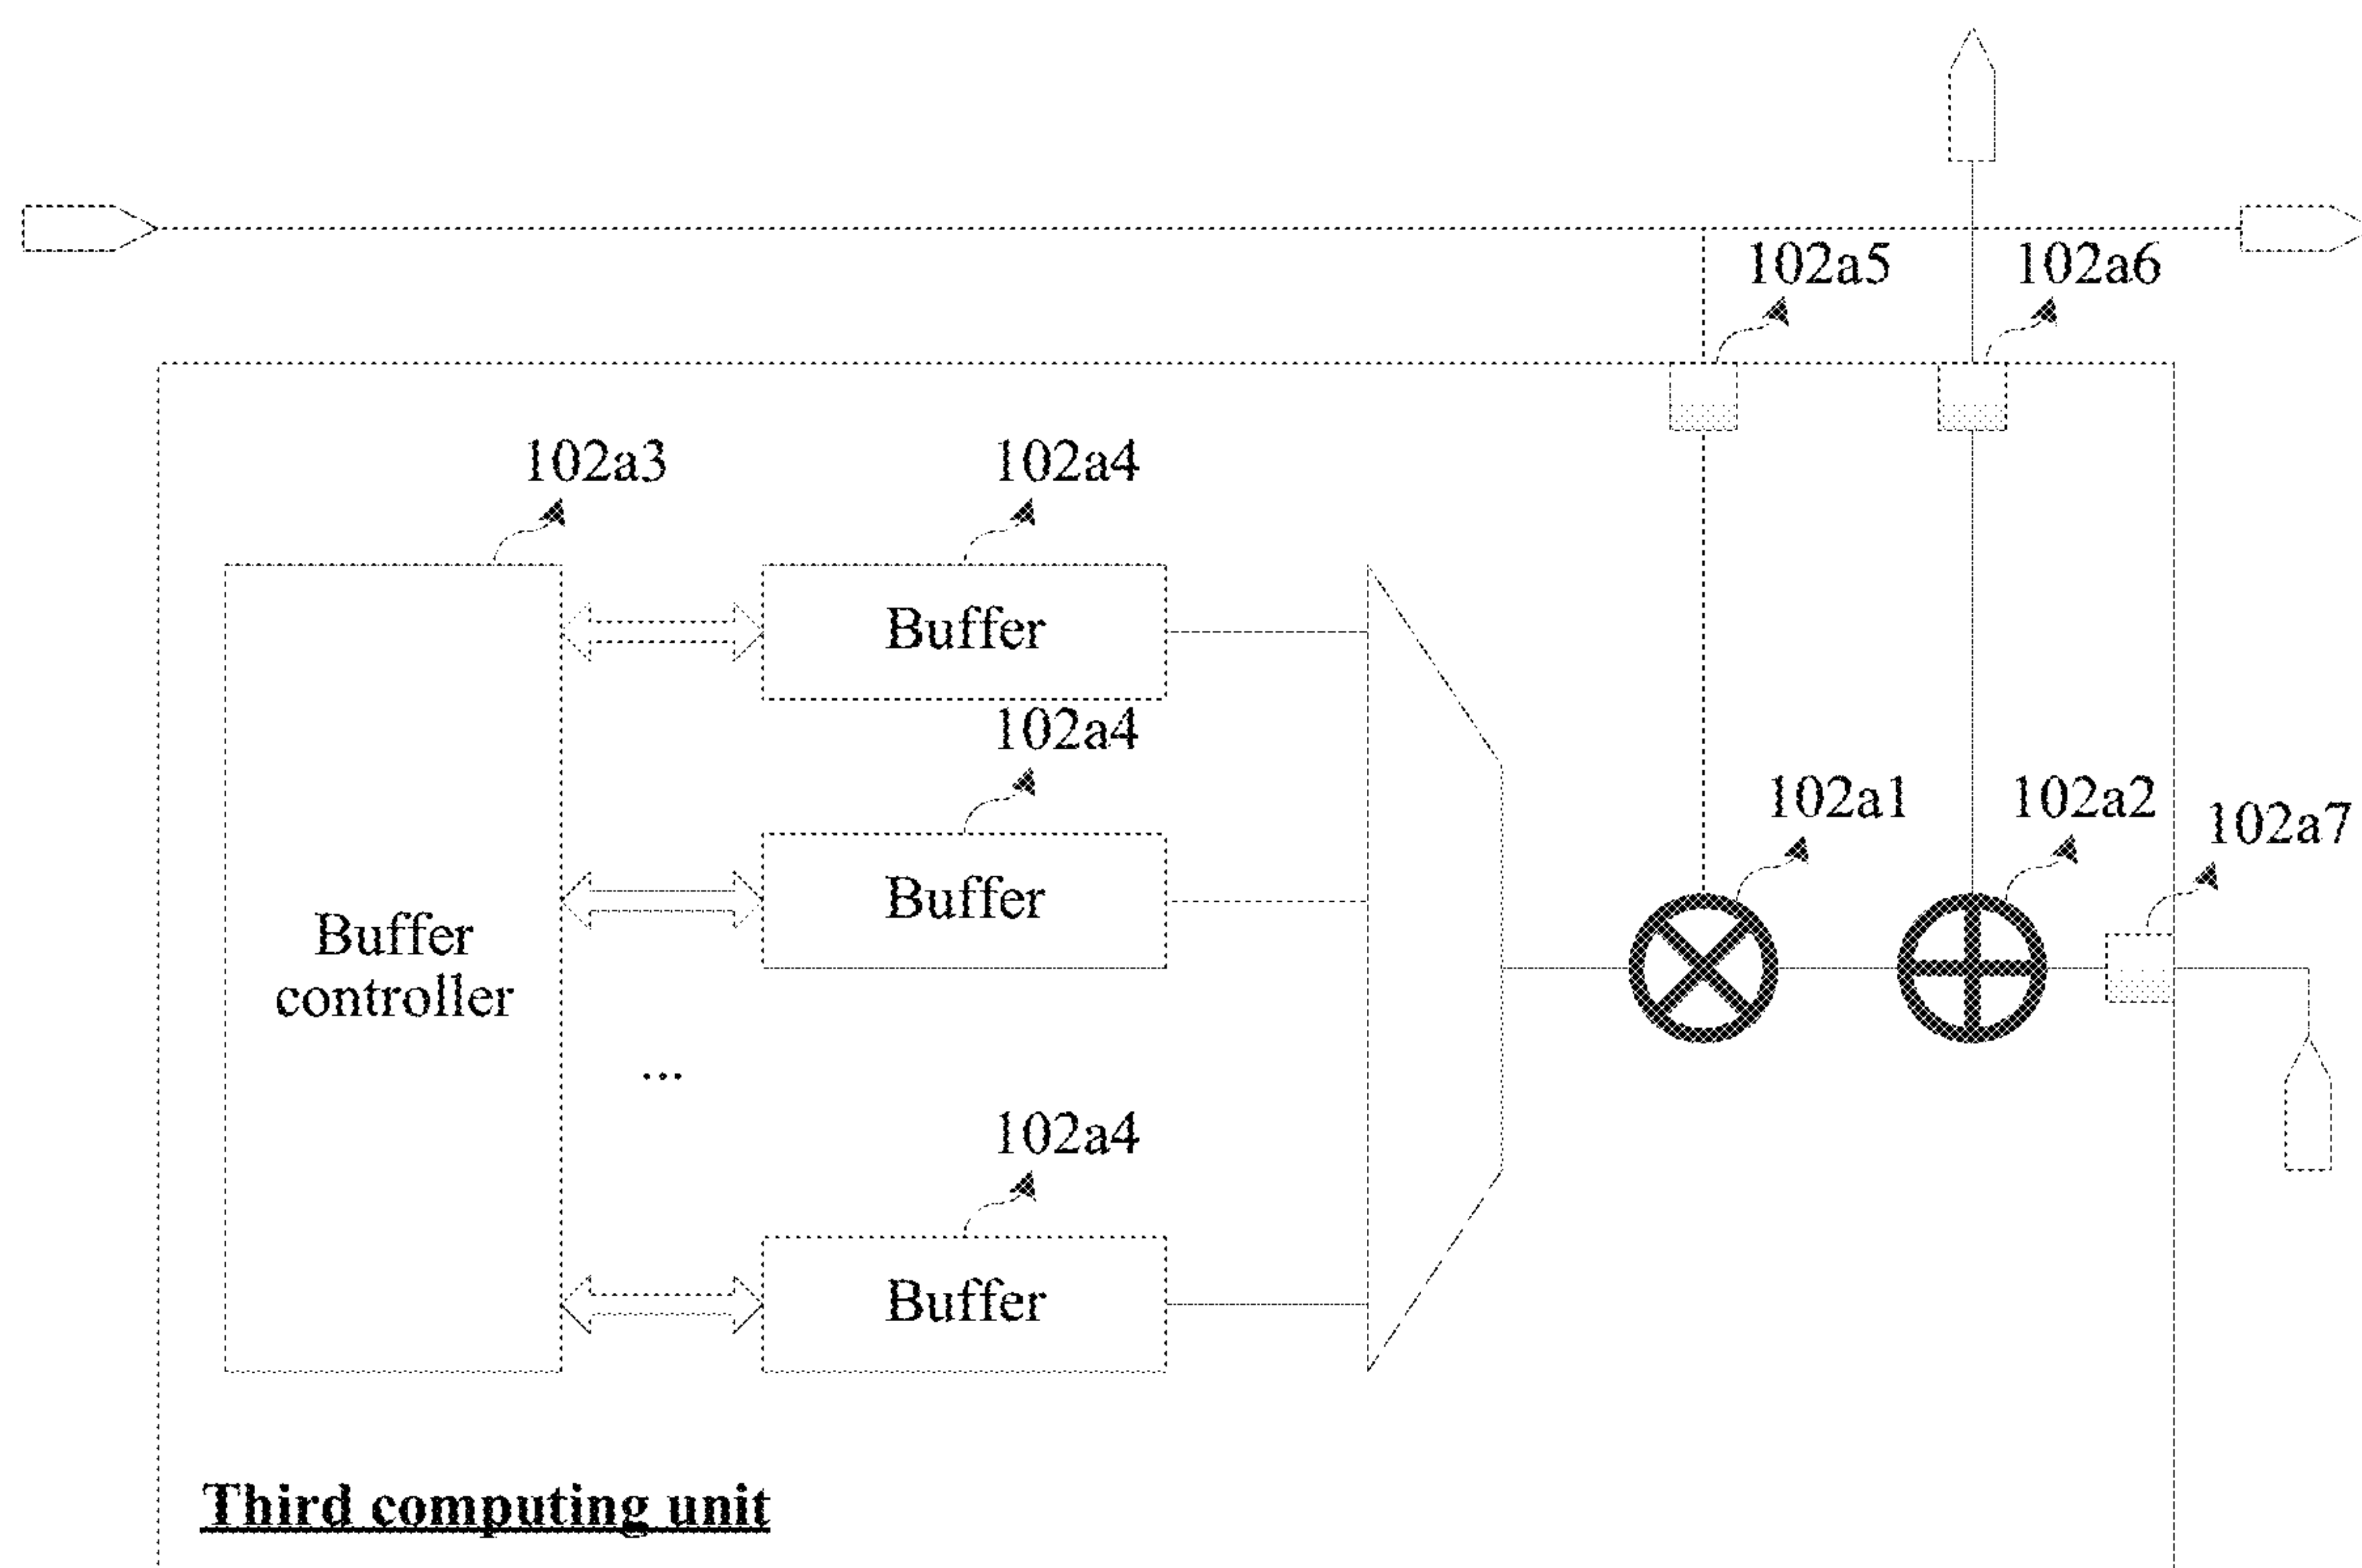 102a5 102a6
102a3 102a4
Buffer
102a4
102a1 102a2 102a7
Buffer
Buffer
controller
...
102a4
Buffer
Third computing unit